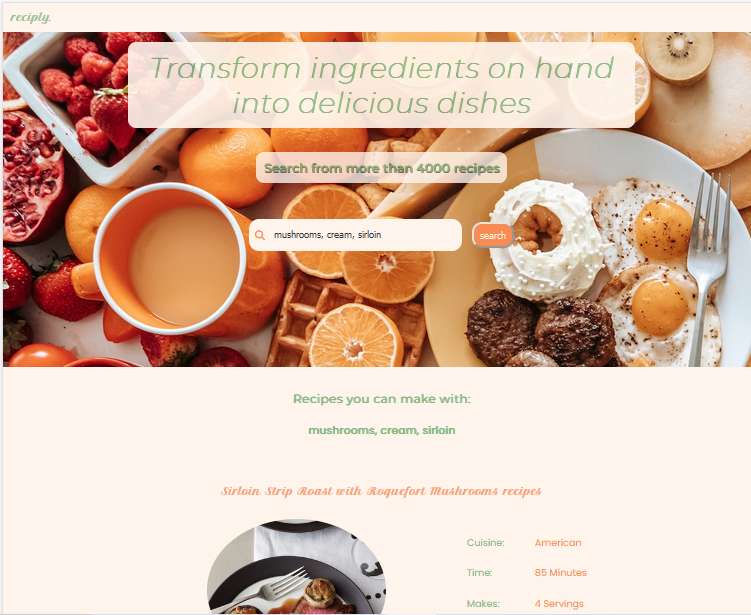 reciply.
Transform ingredients on hand
into delicious dishes
Search from more than 4000 recipes
mushrooms, cream, sirloin
search
Recipes you can make with:
mushrooms, cream, sirloin
Sirloin Strip Roast with Roquefort Mushrooms recipes
Cuisine: American
Time: 85 Minutes
Makes: 4 Servings